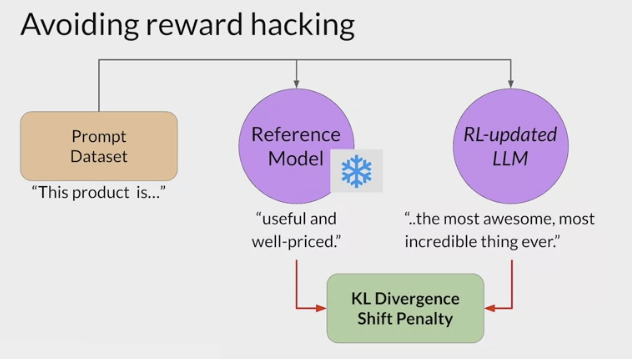 Avoiding reward hacking
Prompt
Dataset
"This product is..."
Reference
Model
"useful and
well-priced."
RL-updated
LLM
"..the most awesome, most
incredible thing ever."
KL Divergence
Shift Penalty